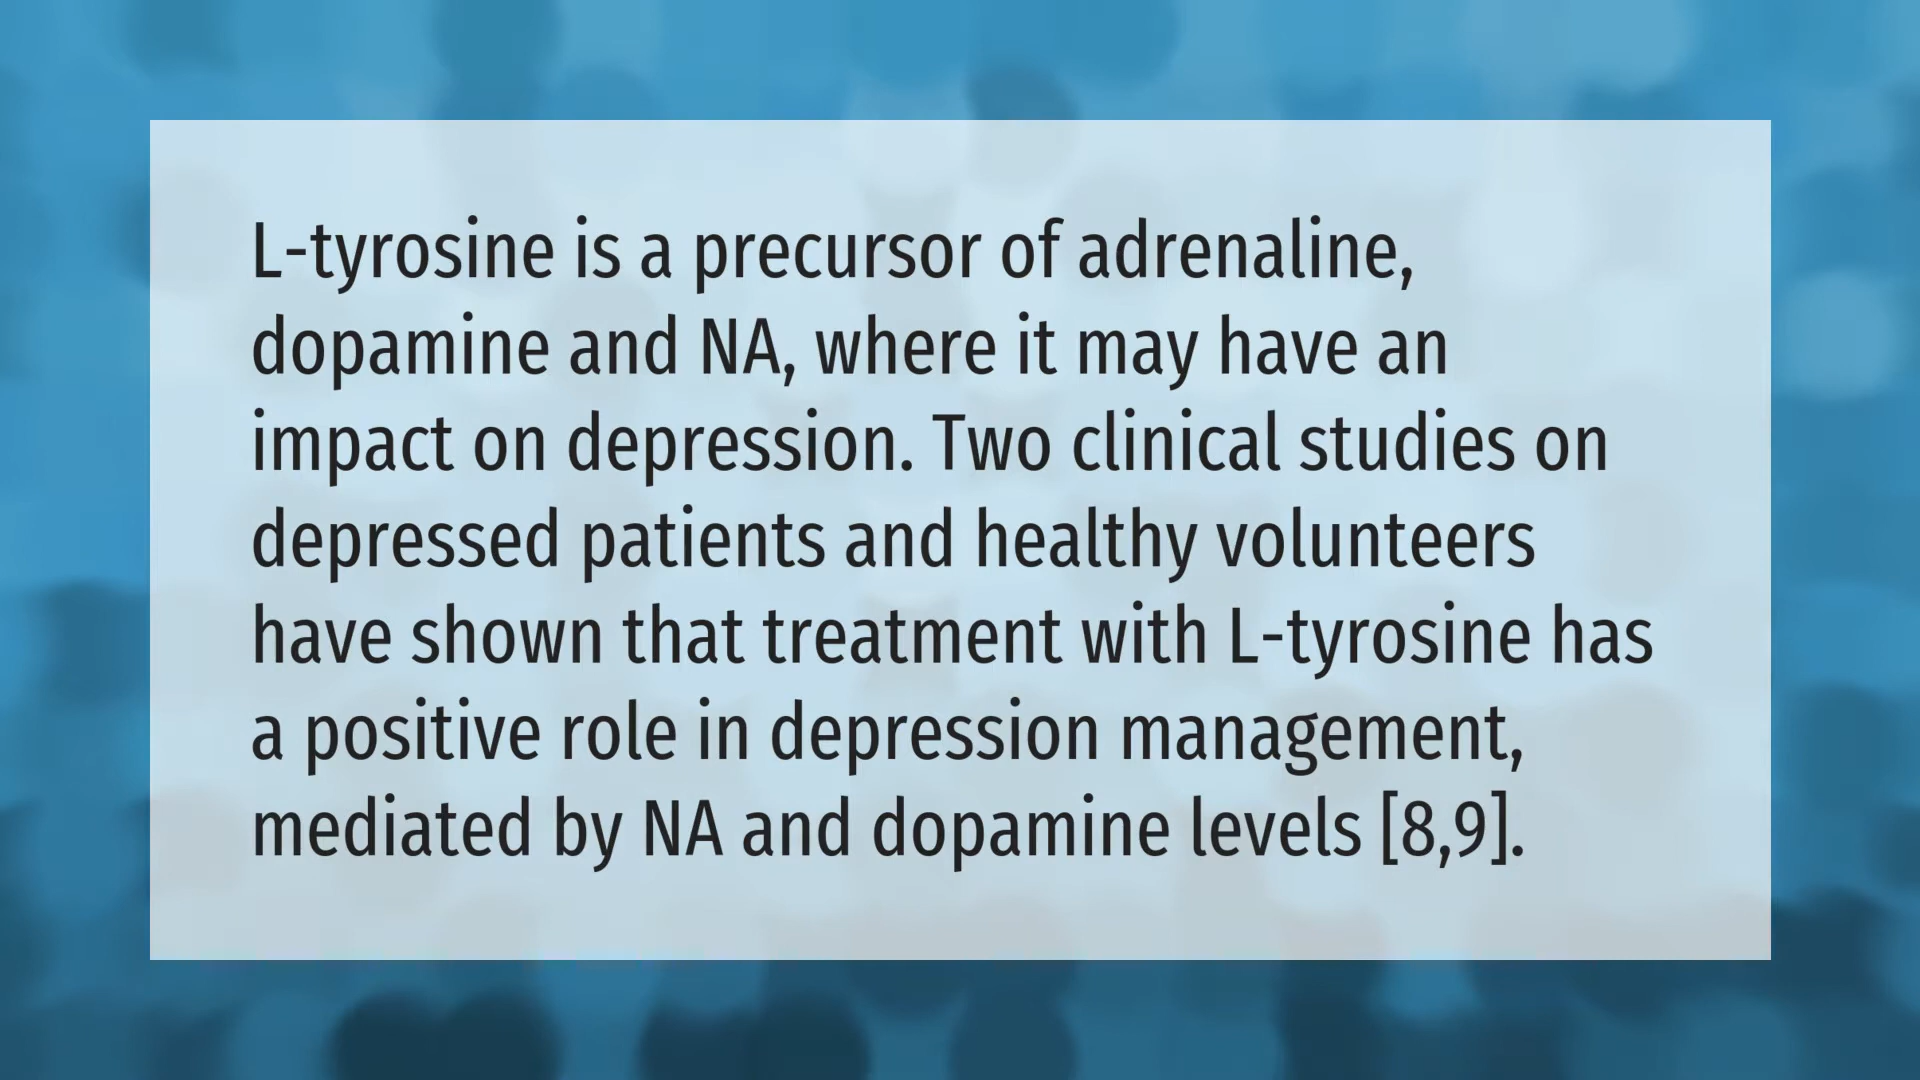 L-tyrosine is a precursor of adrenaline,
dopamine and NA, where it may have an
impact on depression. Two clinical studies on
depressed patients and healthy volunteers
have shown that treatment with L-tyrosine has
a positive role in depression management,
mediated by NA and dopamine levels [8,9].